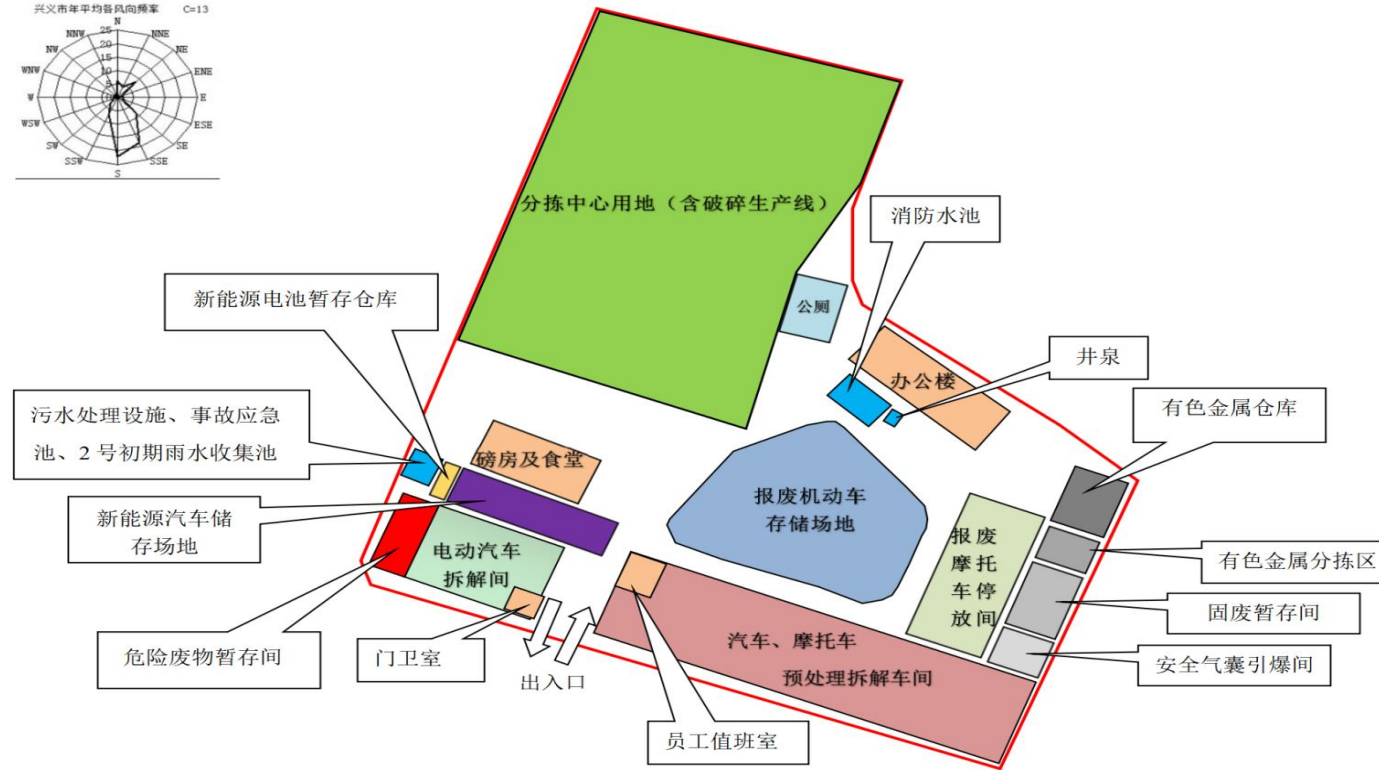 兴义市年平均各风向频率 C=13
N
NNW
NNE
NW
NE
WNW
ENE
W
E
WSW
ESE
SW
SE
SSW
SSE
S
25
20
15
10
5
分拣中心用地（含破碎生产线）
消防水池
公厕
新能源电池暂存仓库
井泉
办公楼
有色金属仓库
污水处理设施、事故应急
池、2 号初期雨水收集池
磅房及食堂
报废机动车
存储场地
新能源汽车储
存场地
电动汽车
拆解间
报废
摩托
车停
放间
有色金属分拣区
固废暂存间
安全气囊引爆间
危险废物暂存间
门卫室
出入口
汽车、摩托车
预处理拆解车间
员工值班室